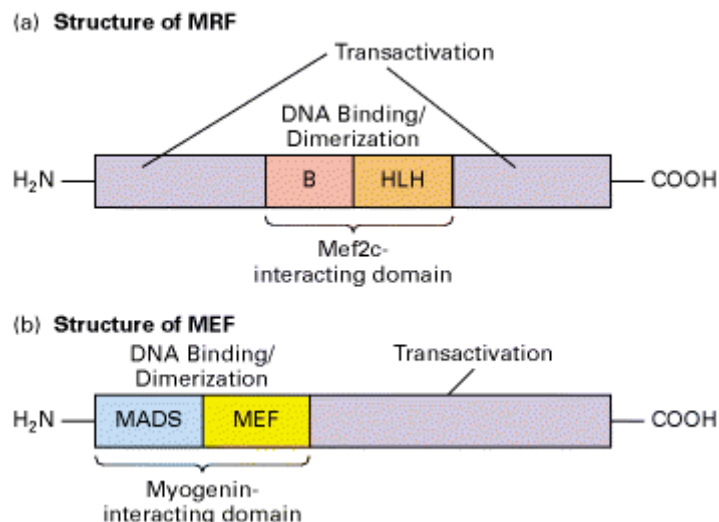 (a) Structure of MRF
Transactivation
DNA Binding/
Dimerization
H₂N
B
HLH
COOH
Mef2c-
interacting domain
(b) Structure of MEF
DNA Binding/
Dimerization
Transactivation
H₂N
MADS
MEF
COOH
Myogenin-
interacting domain